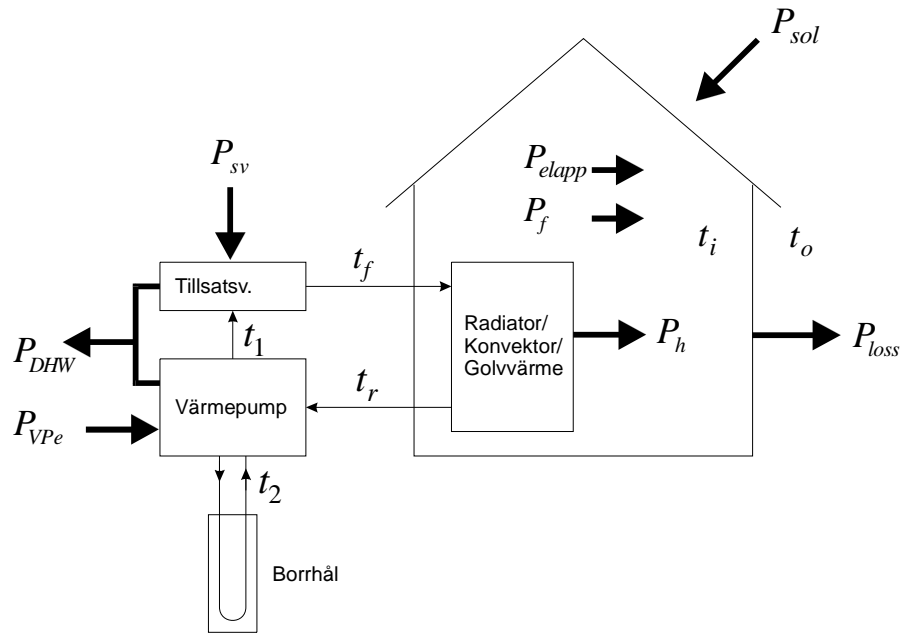 P_sol
P_sv
P_elapp
P_f
t_i
t_o
t_f
Tillsatsv.
t_1
P_DHW
Radiator/
Konvektor/
Golvvärme
P_h
P_loss
t_r
Värmepump
P_VPe
t_2
Borrhål